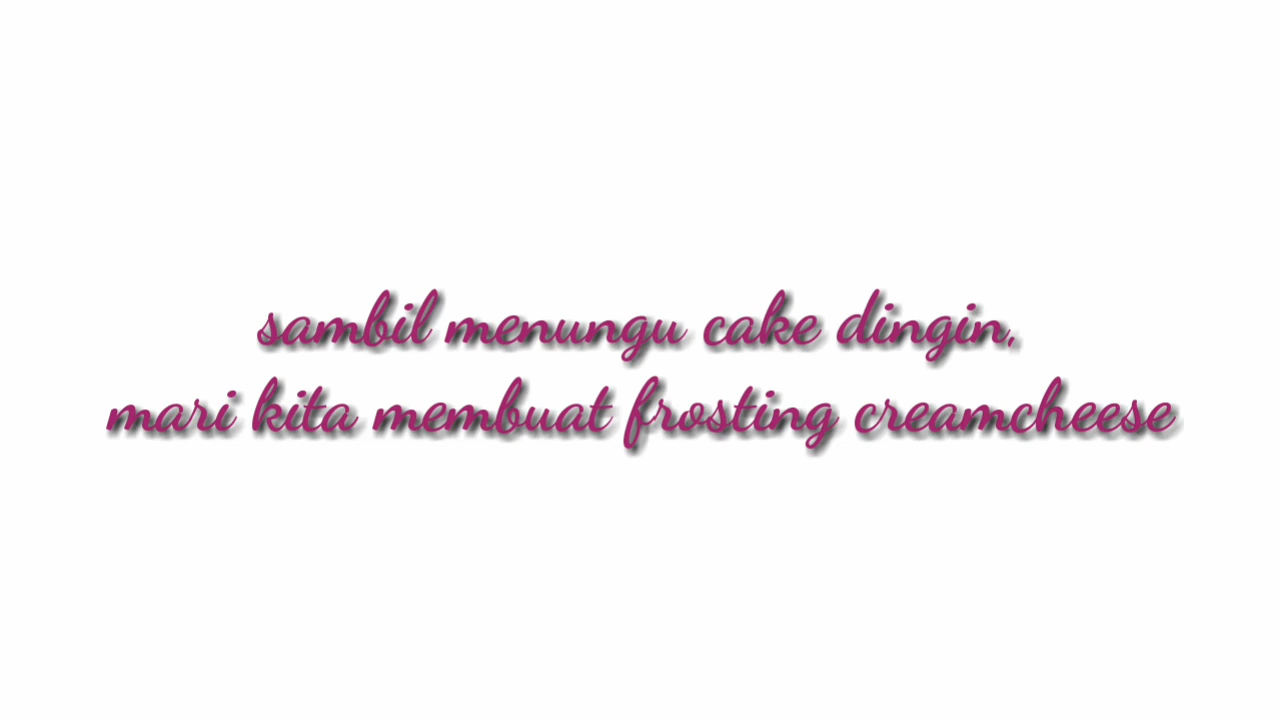 sambil menungu cake dingin,
mari kita membuat frosting creamcheese